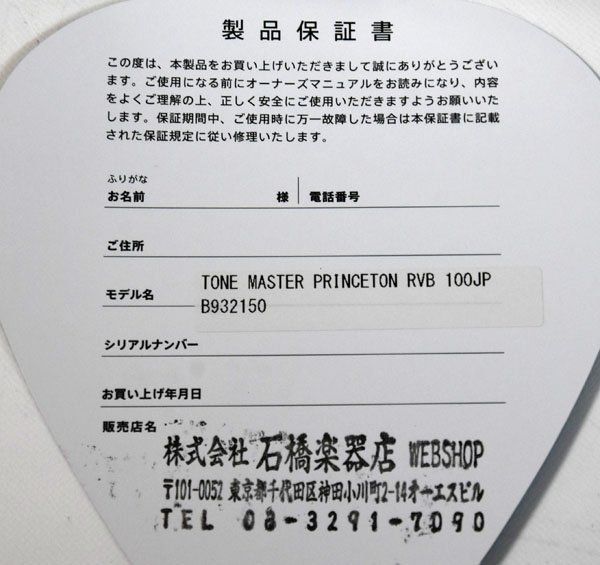 製品保証書
この度は、本製品をお買い上げいただきまして誠にありがとうござい
ます。ご使用になる前にオーナーズマニュアルをお読みになり、内容
をよくご理解の上、正しく安全にご使用いただきますようお願いいた
します。保証期間中、ご使用時に万一故障した場合は本保証書に記載
された保証規定に従い修理いたします。
ふりがな
お名前 様 電話番号
ご住所
モデル名 TONE MASTER PRINCETON RVB 100JP
B932150
シリアルナンバー
お買い上げ年月日
販売店名
株式会社 石橋楽器店 WEBSHOP
〒101-0052 東京都千代田区神田小川町2-14オーエスビル
TEL 03-3291-7090